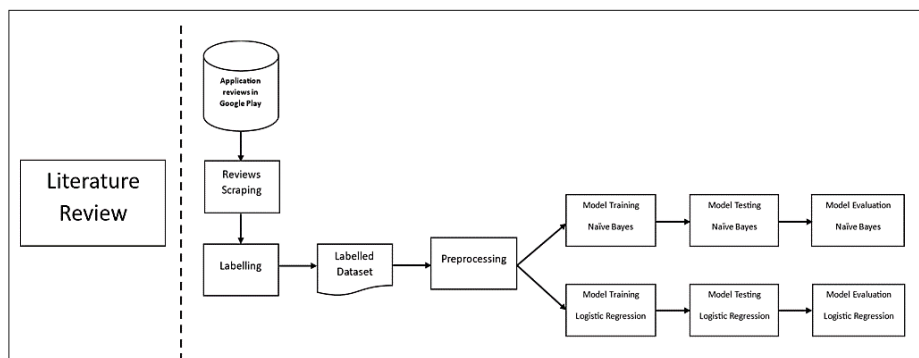 Literature
Review
Application
reviews in
Google Play
Reviews
Scraping
Labelling
Labelled
Dataset
Preprocessing
Model Training
Naïve Bayes
Model Testing
Naïve Bayes
Model Evaluation
Naïve Bayes
Model Training
Logistic Regression
Model Testing
Logistic Regression
Model Evaluation
Logistic Regression